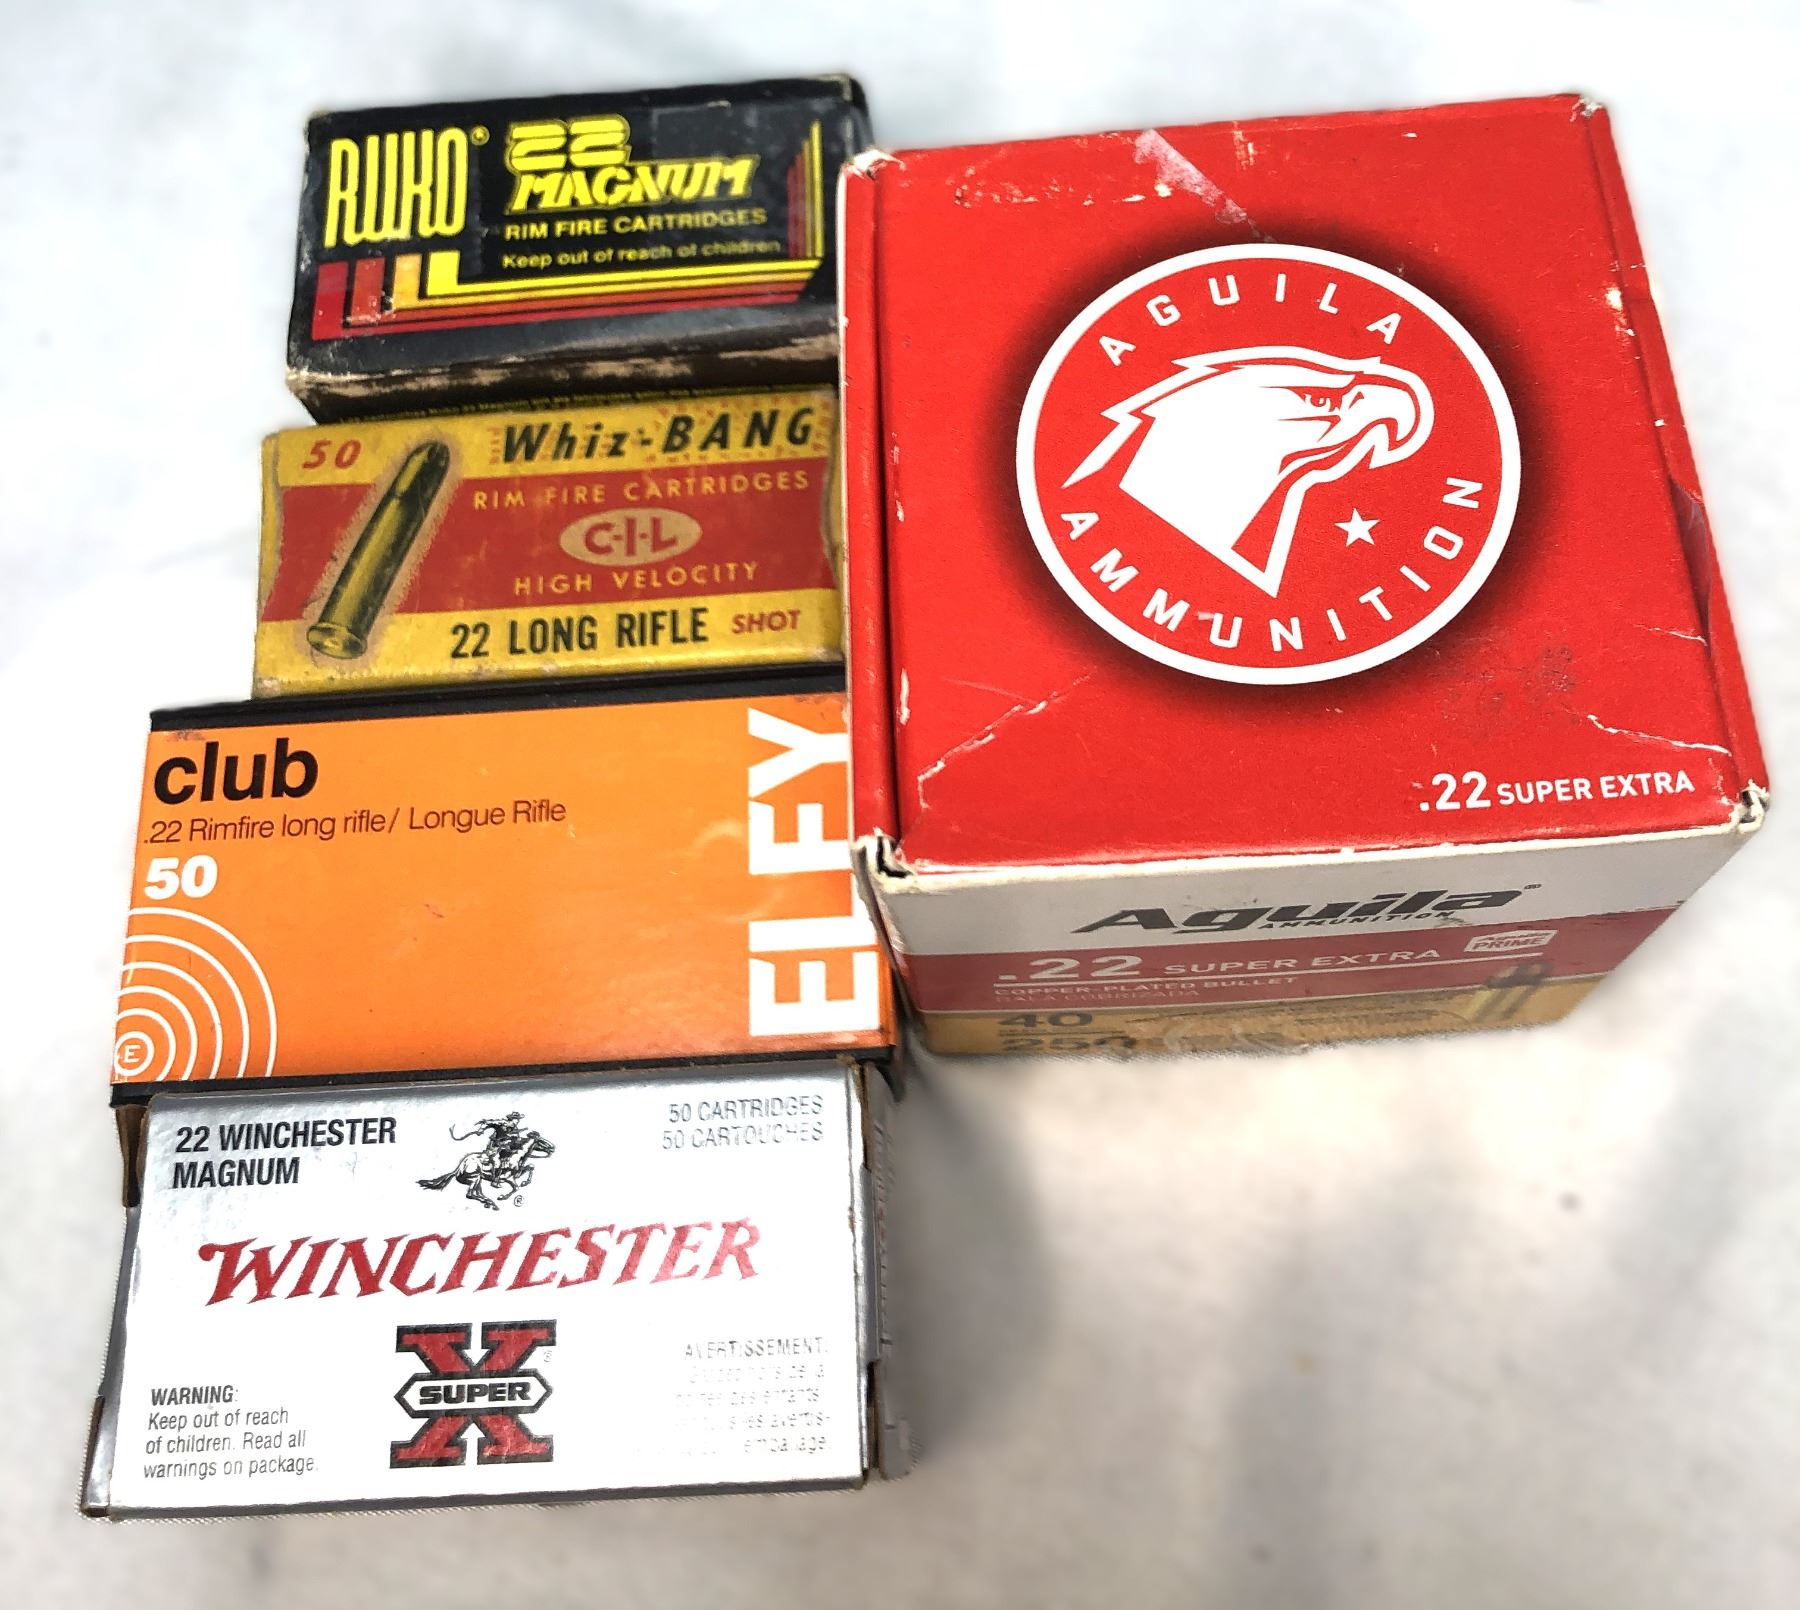 RWKO®
22
MAGNUM
RIM FIRE CARTRIDGES
Keep out of reach of children
50
Whiz-BANG
RIM FIRE CARTRIDGES
C-I-L
HIGH VELOCITY
22 LONG RIFLE SHOT
club
.22 Rimfire long rifle/ Longue Rifle
50
E
ELEY
22 WINCHESTER
MAGNUM
50 CARTRIDGES
50 CARTOUCHES
®
WINCHESTER
X®
SUPER
WARNING:
Keep out of reach
of children. Read all
warnings on package.
AVERTISSEMENT:
AGUILA
AMMUNITION
.22 SUPER EXTRA
Aguila®
AMMUNITION
.22 SUPER EXTRA
PRIME
COPPER-PLATED BULLET
BALA COBRIZADA
40
250